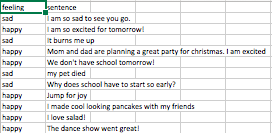 feeling sentence
sad I am so sad to see you go.
happy I am so excited for tomorrow!
sad It burns me up
happy Mom and dad are planning a great party for christmas. I am excited
happy We don't have school tomorrow!
sad my pet died
sad Why does school have to start so early?
happy Jump for joy
happy I made cool looking pancakes with my friends
happy I love salad!
happy The dance show went great!